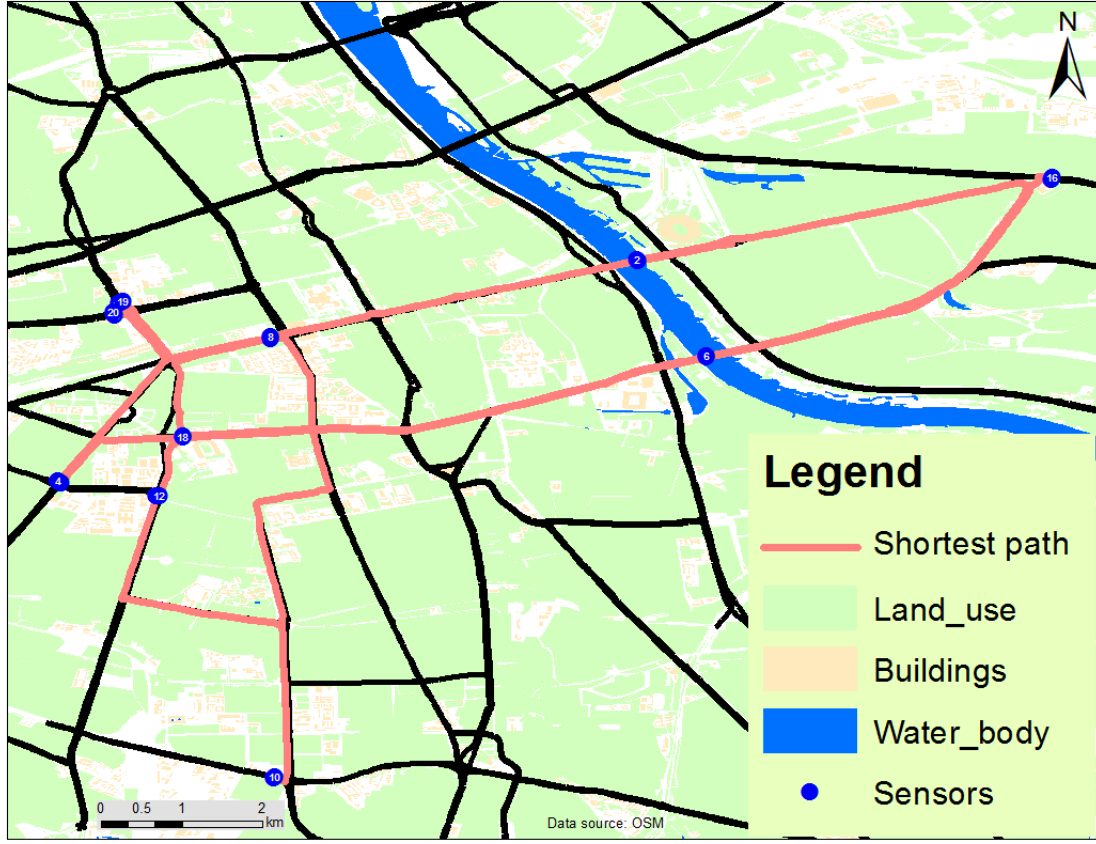 N
16
2
19
20
8
6
18
4
12
10
Legend
Shortest path
Land_use
Buildings
Water_body
Sensors
0 0.5 1 2
km
Data source: OSM